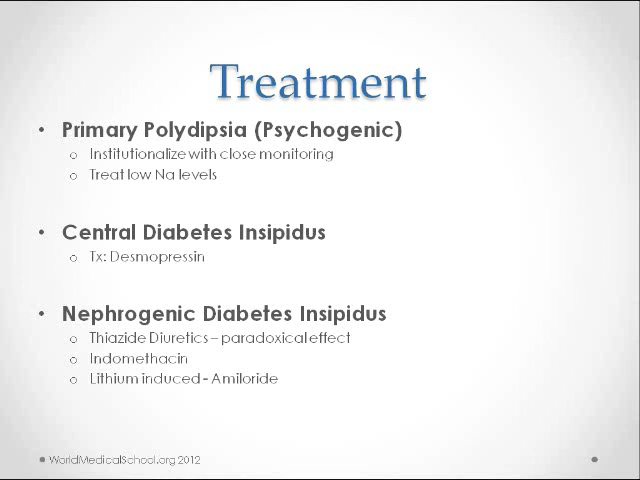 Treatment
• Primary Polydipsia (Psychogenic)
o Institutionalize with close monitoring
o Treat low Na levels
• Central Diabetes Insipidus
o Tx: Desmopressin
• Nephrogenic Diabetes Insipidus
o Thiazide Diuretics – paradoxical effect
o Indomethacin
o Lithium induced - Amiloride
WorldMedicalSchool.org 2012